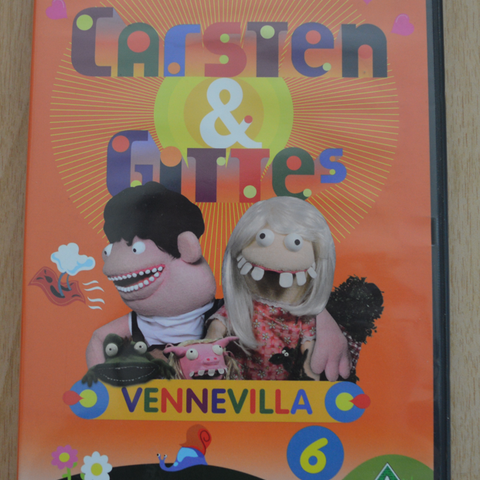 Carsten
&
Gittes
VENNEVILLA
6
A